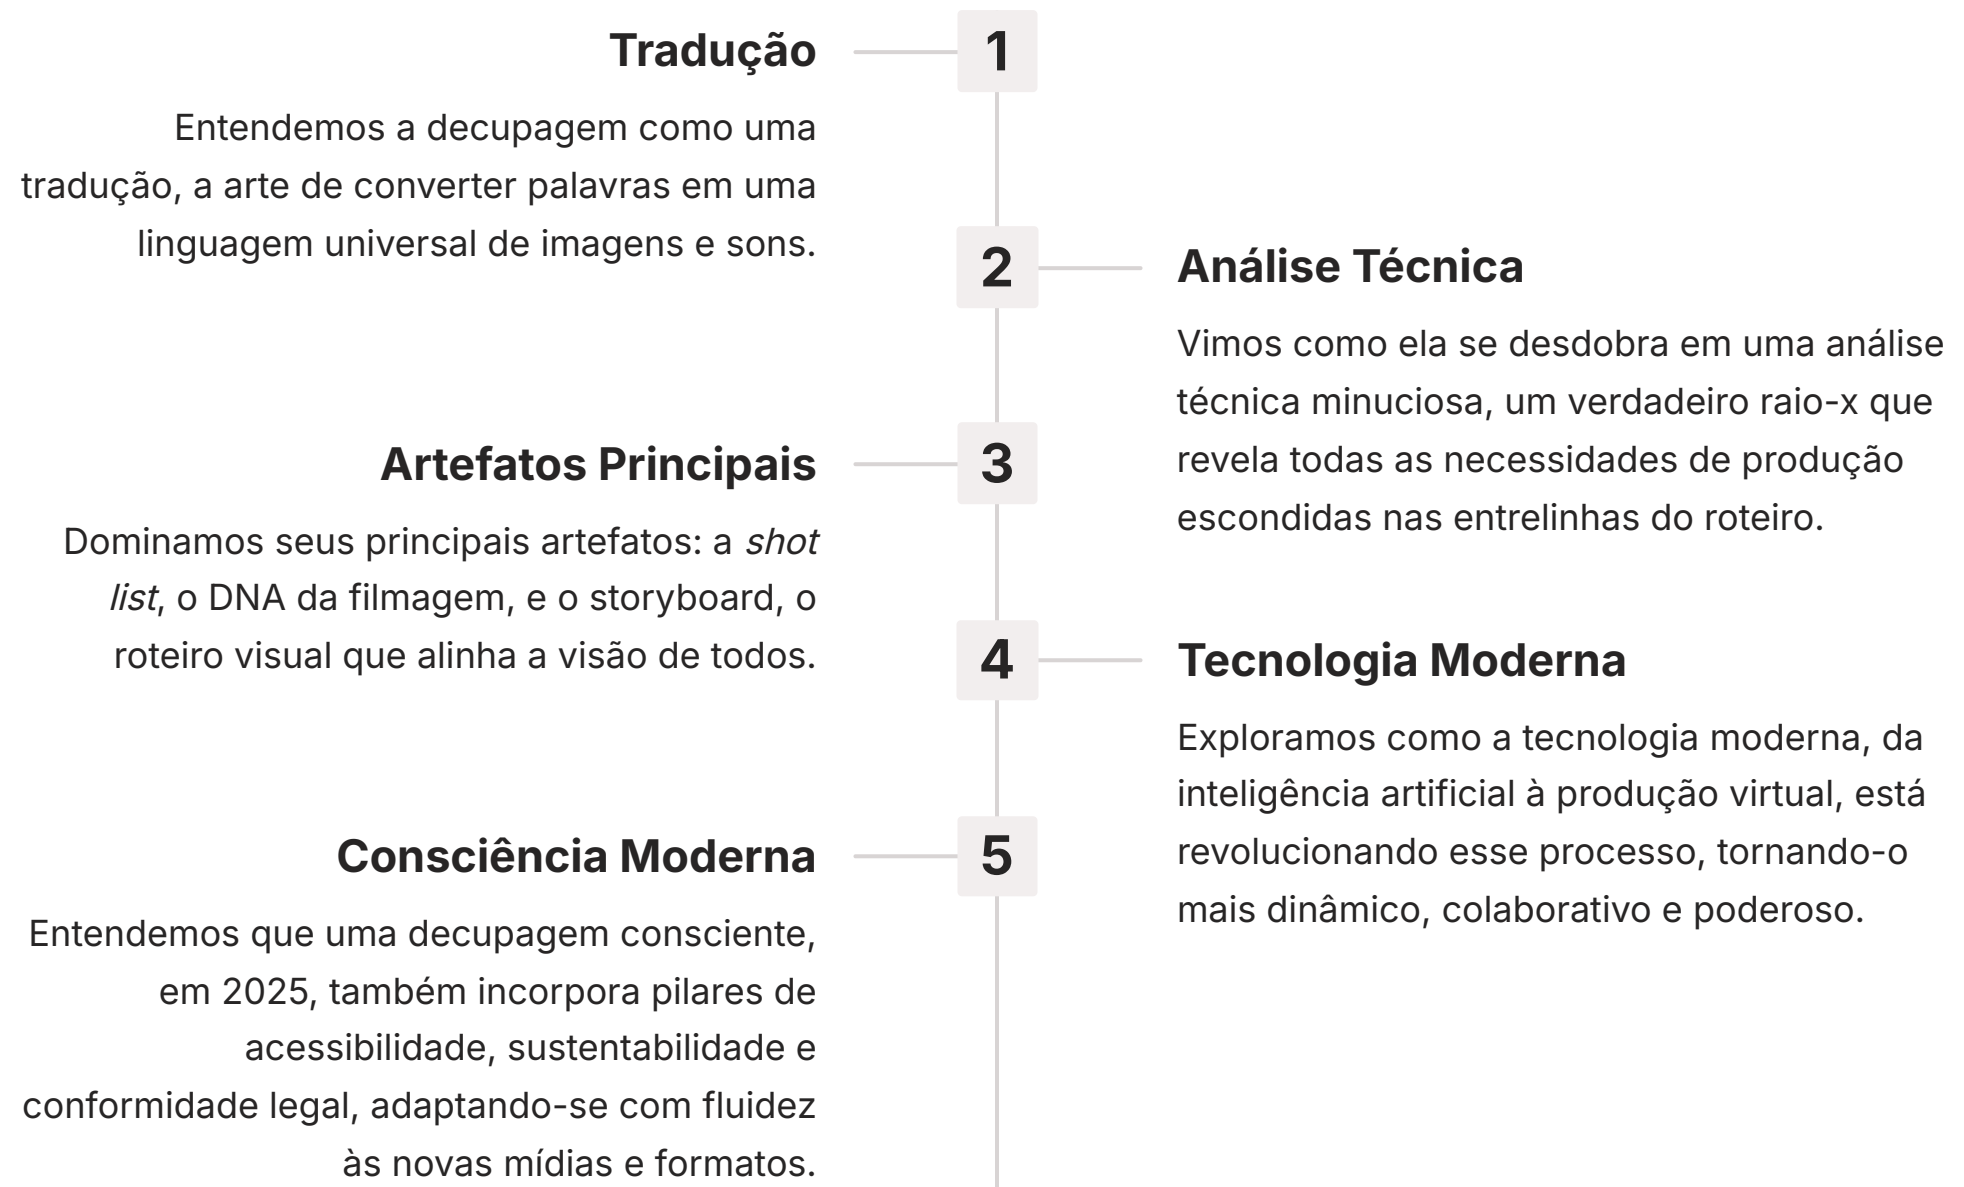 1
Tradução
Entendemos a decupagem como uma
tradução, a arte de converter palavras em uma
linguagem universal de imagens e sons.
2
Análise Técnica
Vimos como ela se desdobra em uma análise
técnica minuciosa, um verdadeiro raio-x que
revela todas as necessidades de produção
escondidas nas entrelinhas do roteiro.
3
Artefatos Principais
Dominamos seus principais artefatos: a shot
list, o DNA da filmagem, e o storyboard, o
roteiro visual que alinha a visão de todos.
4
Tecnologia Moderna
Exploramos como a tecnologia moderna, da
inteligência artificial à produção virtual, está
revolucionando esse processo, tornando-o
mais dinâmico, colaborativo e poderoso.
5
Consciência Moderna
Entendemos que uma decupagem consciente,
em 2025, também incorpora pilares de
acessibilidade, sustentabilidade e
conformidade legal, adaptando-se com fluidez
às novas mídias e formatos.